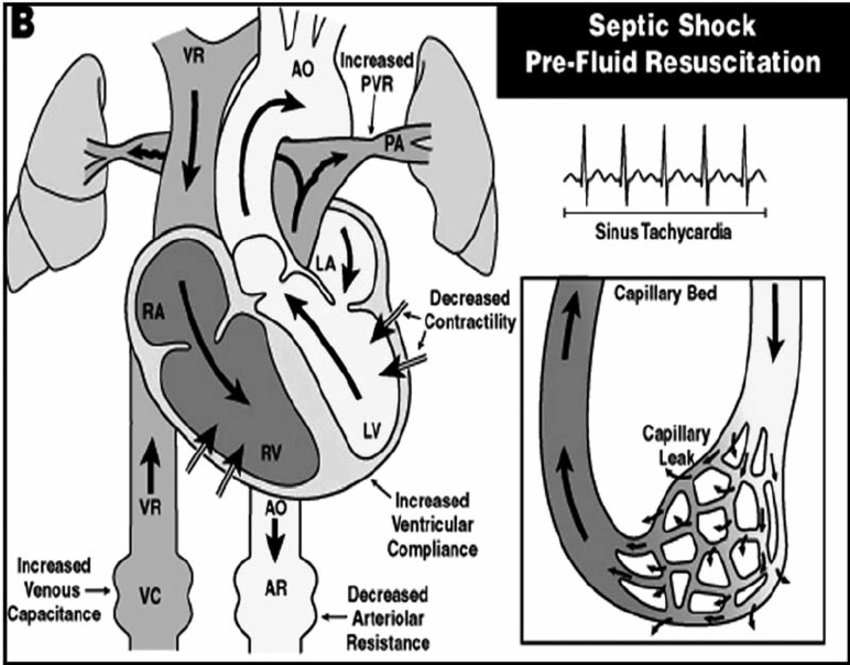 B
Septic Shock
Pre-Fluid Resuscitation
VR
AO
Increased
PVR
PA
Sinus Tachycardia
LA
RA
Decreased
Contractility
RV
LV
VR
AO
Increased
Ventricular
Compliance
Increased
Venous
Capacitance
VC
AR
Decreased
Arteriolar
Resistance
Capillary Bed
Capillary
Leak